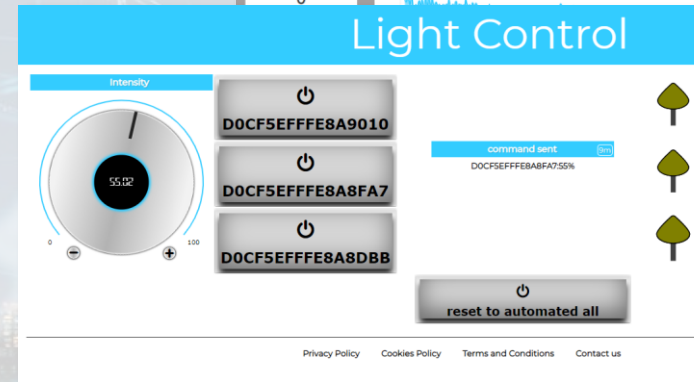 Light Control
Intensity
55.02
0
100
D0CF5EFFFE8A9010
D0CF5EFFFE8A8FA7
D0CF5EFFFE8A8DBB
command sent
9m
D0CF5EFFFE8A8FA7:55%
reset to automated all
Privacy Policy Cookies Policy Terms and Conditions Contact us